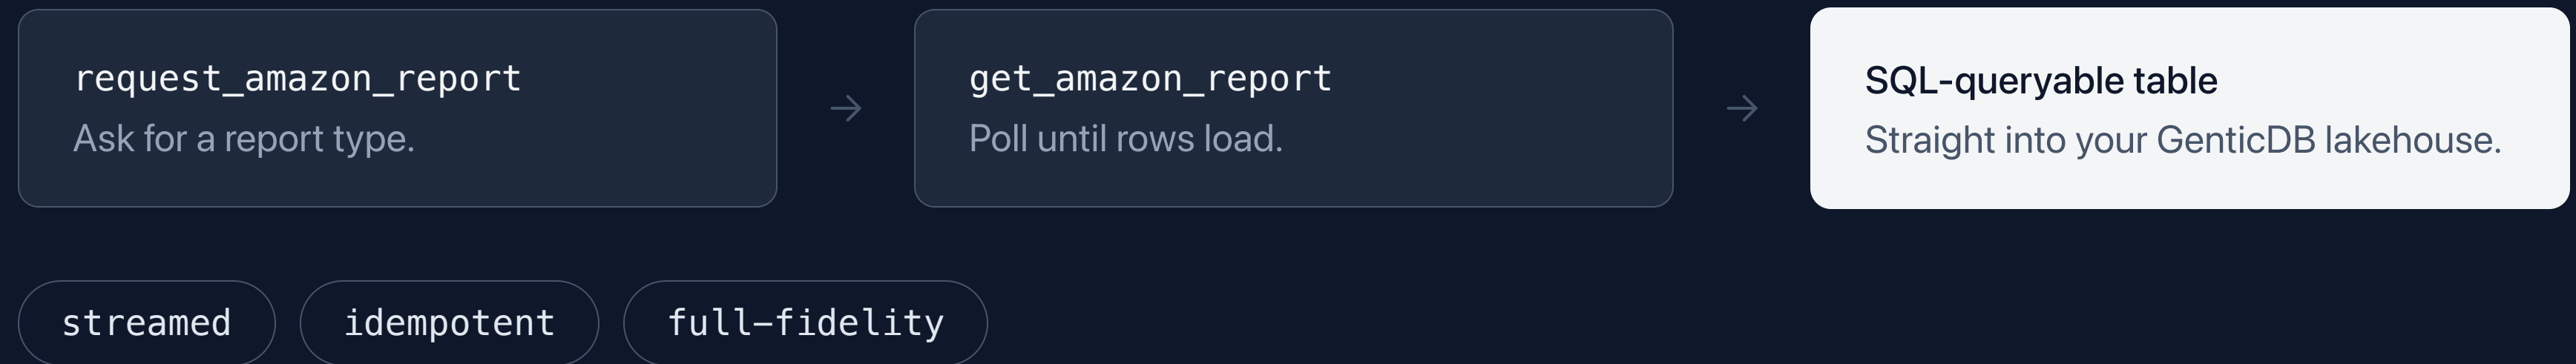 request_amazon_report
Ask for a report type.
→
get_amazon_report
Poll until rows load.
→
SQL-queryable table
Straight into your GenticDB lakehouse.
streamed
idempotent
full-fidelity